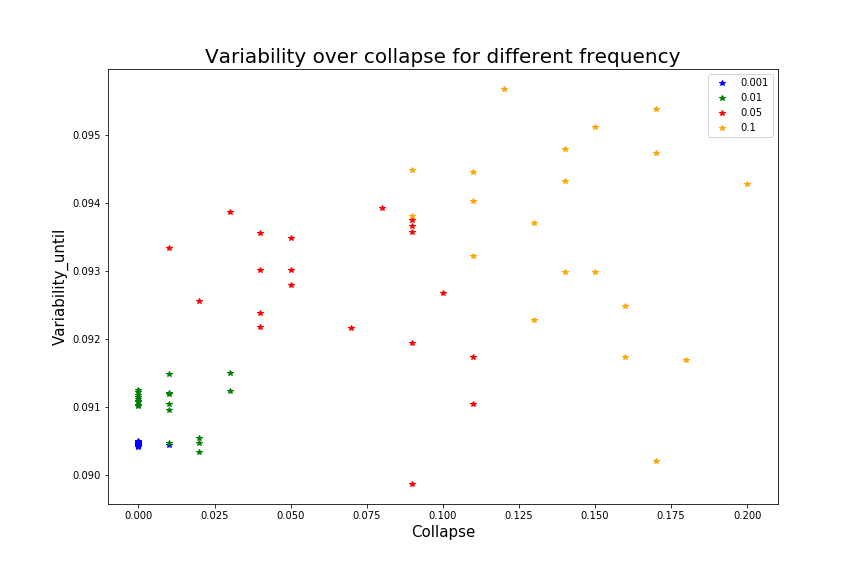 Variability over collapse for different frequency
0.001
0.01
0.05
0.1
0.095
0.094
0.093
0.092
0.091
0.090
Variability_until
0.000 0.025 0.050 0.075 0.100 0.125 0.150 0.175 0.200
Collapse